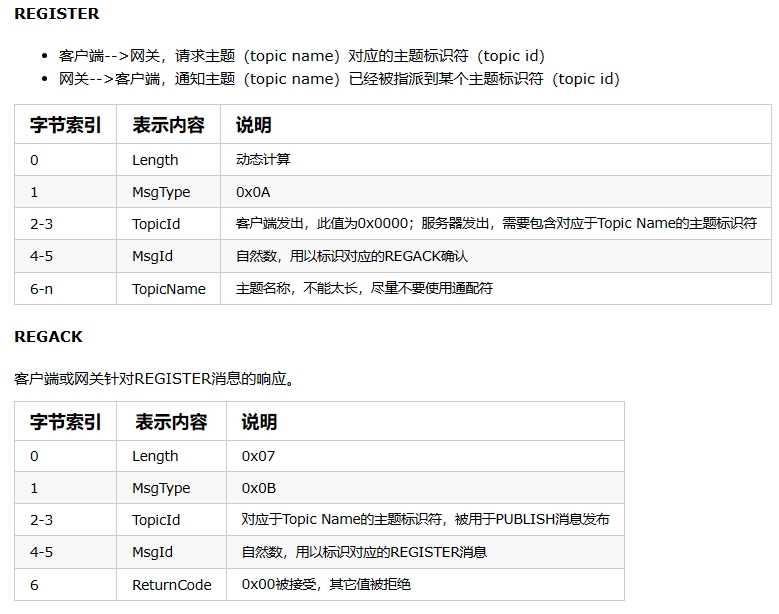 REGISTER
客户端-->网关，请求主题（topic name）对应的主题标识符（topic id）
网关-->客户端，通知主题（topic name）已经被指派到某个主题标识符（topic id）
字节索引 表示内容 说明
0 Length 动态计算
1 MsgType 0x0A
2-3 TopicId 客户端发出，此值为0x0000；服务器发出，需要包含对应于Topic Name的主题标识符
4-5 MsgId 自然数，用以标识对应的REGACK确认
6-n TopicName 主题名称，不能太长，尽量不要使用通配符
REGACK
客户端或网关针对REGISTER消息的响应。
字节索引 表示内容 说明
0 Length 0x07
1 MsgType 0x0B
2-3 TopicId 对应于Topic Name的主题标识符，被用于PUBLISH消息发布
4-5 MsgId 自然数，用以标识对应的REGISTER消息
6 ReturnCode 0x00被接受，其它值被拒绝